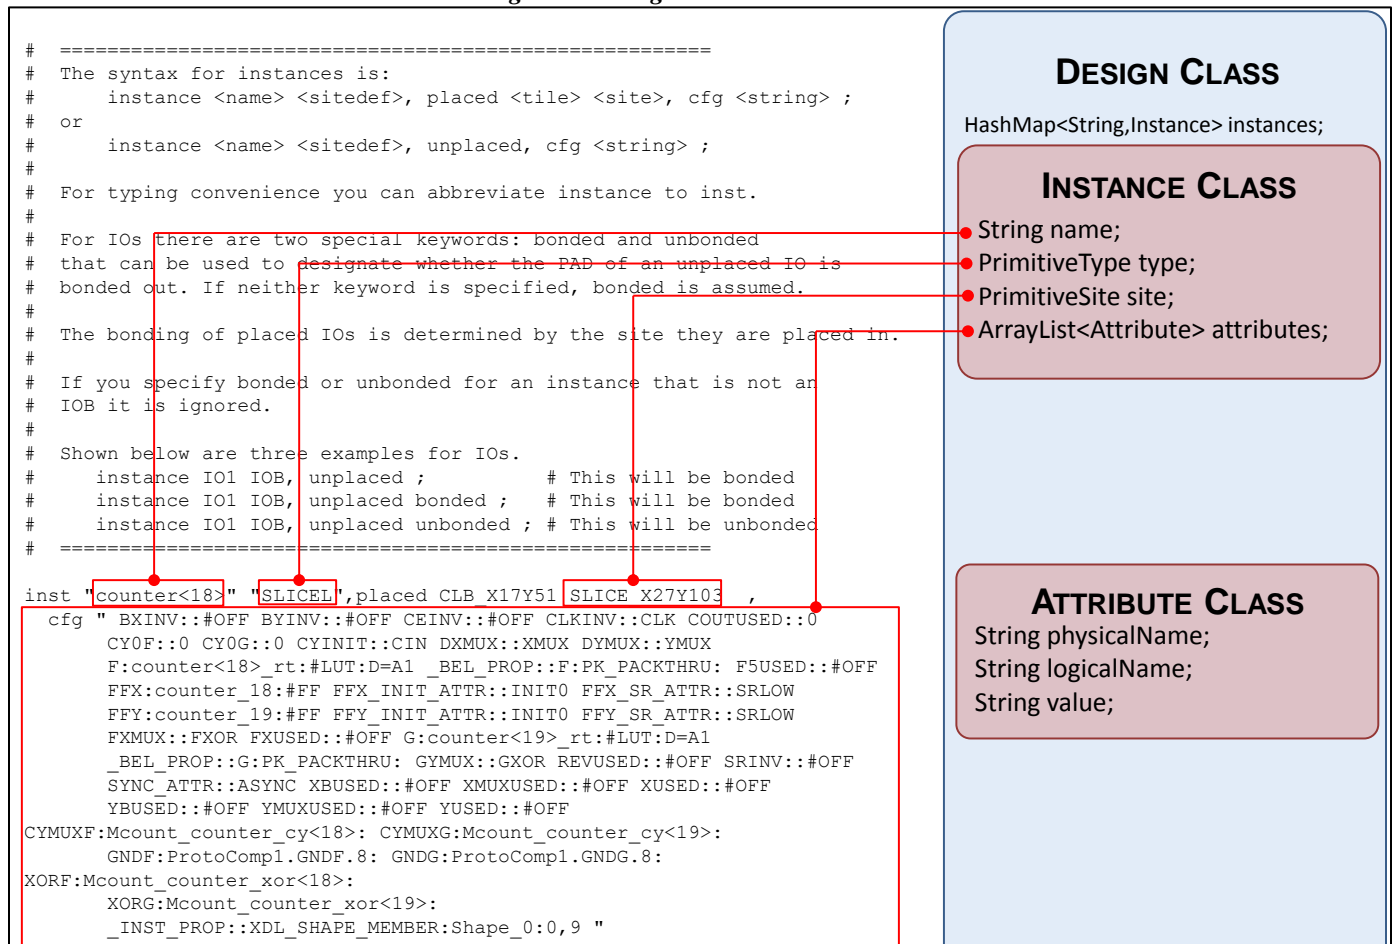 # =======================================================
# The syntax for instances is:
# instance <name> <sitedef>, placed <tile> <site>, cfg <string> ;
# or
# instance <name> <sitedef>, unplaced, cfg <string> ;
#
# For typing convenience you can abbreviate instance to inst.
#
# For IOs there are two special keywords: bonded and unbonded
# that can be used to designate whether the PAD of an unplaced IO is
# bonded out. If neither keyword is specified, bonded is assumed.
#
# The bonding of placed IOs is determined by the site they are placed in.
#
# If you specify bonded or unbonded for an instance that is not an
# IOB it is ignored.
#
# Shown below are three examples for IOs.
# instance IO1 IOB, unplaced ; # This will be bonded
# instance IO1 IOB, unplaced bonded ; # This will be bonded
# instance IO1 IOB, unplaced unbonded ; # This will be unbonded
# =======================================================
inst "counter<18>" "SLICEL",placed CLB_X17Y51 SLICE_X27Y103 ,
cfg " BXINV::#OFF BYINV::#OFF CEINV::#OFF CLKINV::CLK COUTUSED::0
CY0F::0 CY0G::0 CYINIT::CIN DXMUX::XMUX DYMUX::YMUX
F:counter<18>_rt:#LUT:D=A1 _BEL_PROP::F:PK_PACKTHRU: F5USED::#OFF
FFX:counter_18:#FF FFX_INIT_ATTR::INIT0 FFX_SR_ATTR::SRLOW
FFY:counter_19:#FF FFY_INIT_ATTR::INIT0 FFY_SR_ATTR::SRLOW
FXMUX::FXOR FXUSED::#OFF G:counter<19>_rt:#LUT:D=A1
_BEL_PROP::G:PK_PACKTHRU: GYMUX::GXOR REVUSED::#OFF SRINV::#OFF
SYNC_ATTR::ASYNC XBUSED::#OFF XMUXUSED::#OFF XUSED::#OFF
YBUSED::#OFF YMUXUSED::#OFF YUSED::#OFF
CYMUXF:Mcount_counter_cy<18>: CYMUXG:Mcount_counter_cy<19>:
GNDF:ProtoComp1.GNDF.8: GNDG:ProtoComp1.GNDG.8:
XORF:Mcount_counter_xor<18>:
XORG:Mcount_counter_xor<19>:
_INST_PROP::XDL_SHAPE_MEMBER:Shape_0:0,9 "
DESIGN CLASS
HashMap<String,Instance> instances;
INSTANCE CLASS
String name;
PrimitiveType type;
PrimitiveSite site;
ArrayList<Attribute> attributes;
ATTRIBUTE CLASS
String physicalName;
String logicalName;
String value;